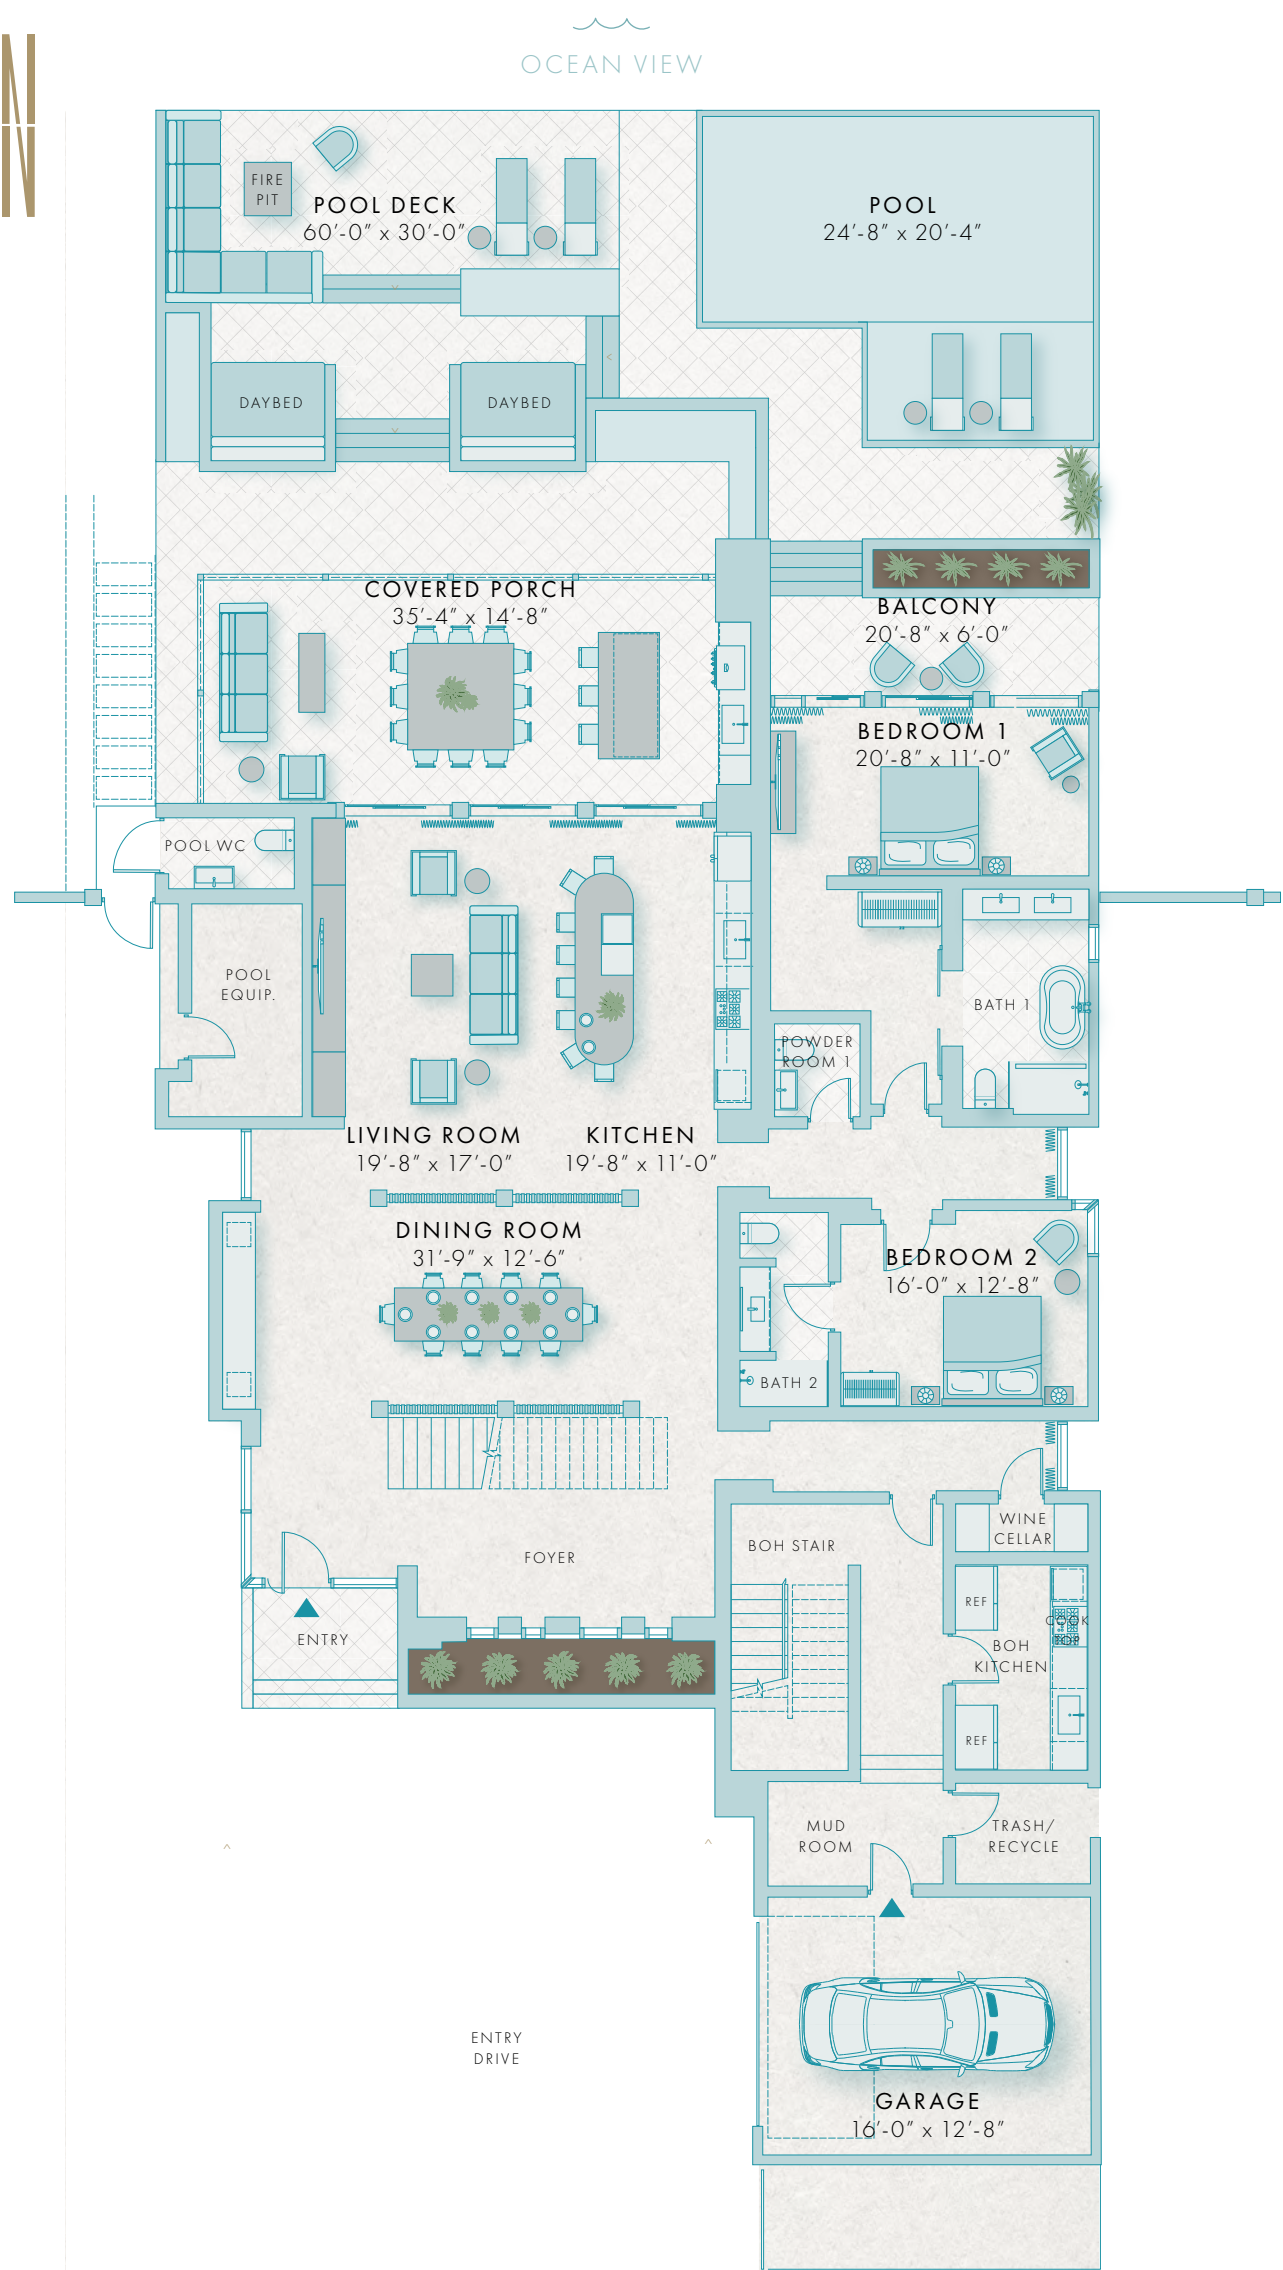 OCEAN VIEW
FIRE
PIT
POOL DECK
60'-0" x 30'-0"
POOL
24'-8" x 20'-4"
DAYBED
DAYBED
COVERED PORCH
35'-4" x 14'-8"
BALCONY
20'-8" x 6'-0"
BEDROOM 1
20'-8" x 11'-0"
POOL WC
POOL
EQUIP.
BATH 1
POWDER
ROOM 1
LIVING ROOM
19'-8" x 17'-0"
KITCHEN
19'-8" x 11'-0"
DINING ROOM
31'-9" x 12'-6"
BEDROOM 2
16'-0" x 12'-8"
BATH 2
WINE
CELLAR
BOH STAIR
FOYER
REF
COOK
ENTRY
BOH
KITCHEN
REF
MUD
ROOM
TRASH/
RECYCLE
ENTRY
DRIVE
GARAGE
16'-0" x 12'-8"